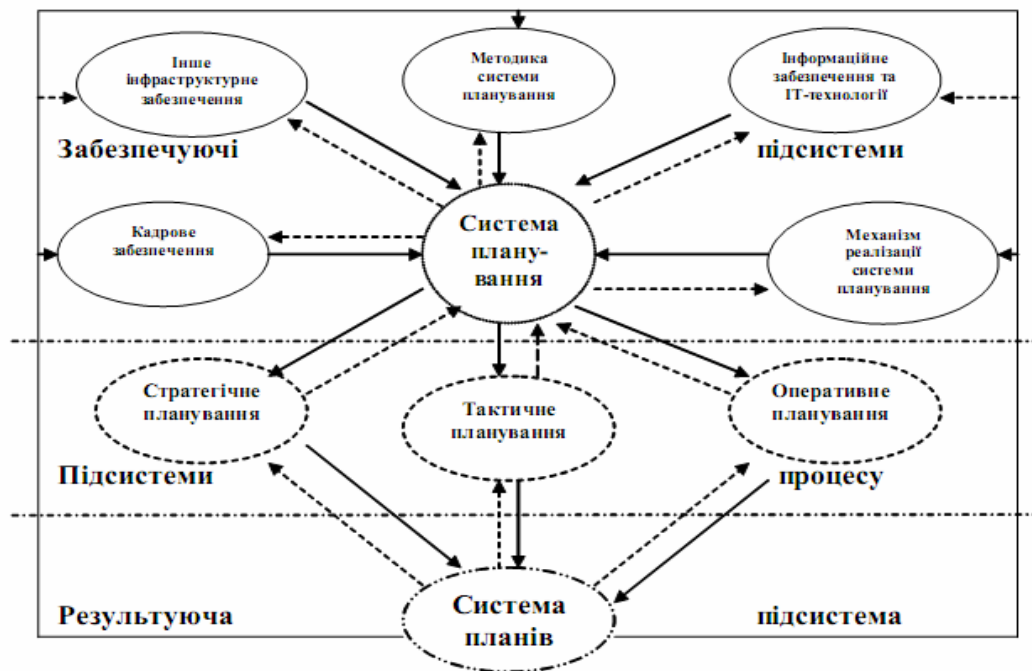 Інше
інфраструктурне
забезпечення
Методика
системи
планування
Інформаційне
забезпечення та
ІТ-технології
Забезпечуючі
підсистеми
Кадрове
забезпечення
Система
плану-
вання
Механізм
реалізації
системи
планування
Стратегічне
планування
Тактичне
планування
Оперативне
планування
Підсистеми
процесу
Результуюча
Система
планів
підсистема